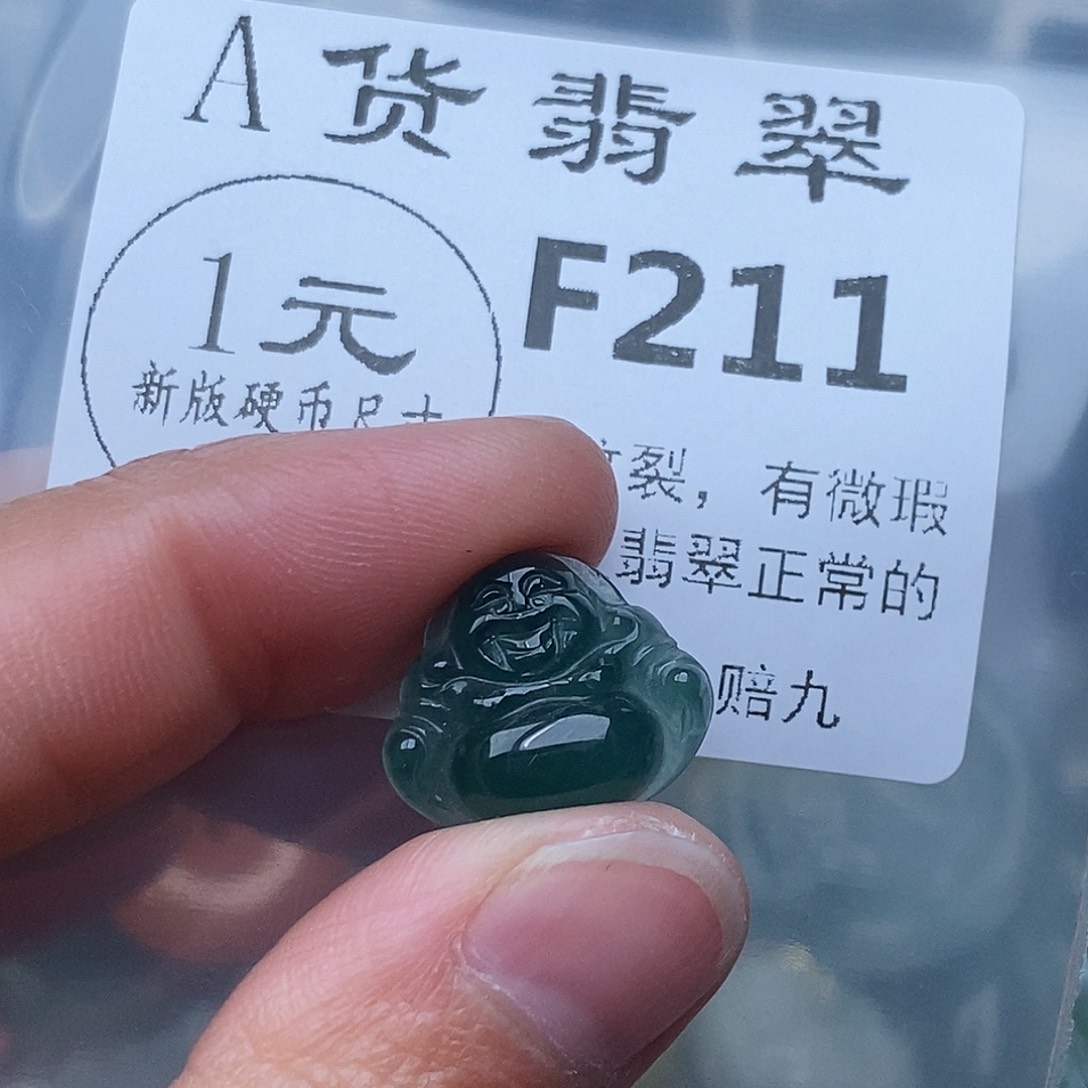 A货翡翠
1元
F211
新版硬币尺寸
裂，有微瑕
翡翠正常的
赔九